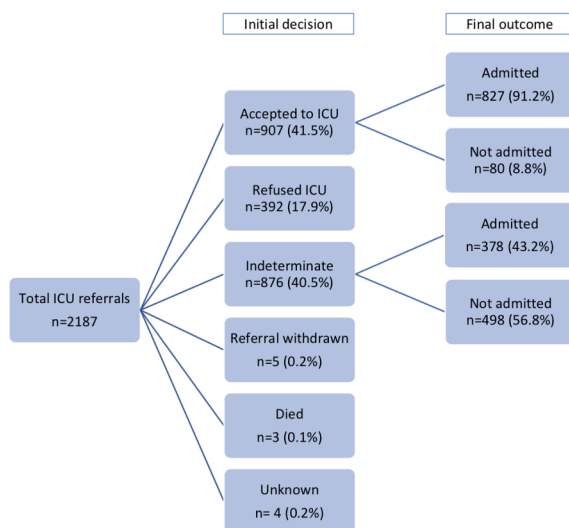 Initial decision
Final outcome
Admitted
n=827 (91.2%)
Accepted to ICU
n=907 (41.5%)
Not admitted
n=80 (8.8%)
Refused ICU
n=392 (17.9%)
Admitted
n=378 (43.2%)
Indeterminate
n=876 (40.5%)
Total ICU referrals
n=2187
Not admitted
n=498 (56.8%)
Referral withdrawn
n=5 (0.2%)
Died
n=3 (0.1%)
Unknown
n= 4 (0.2%)